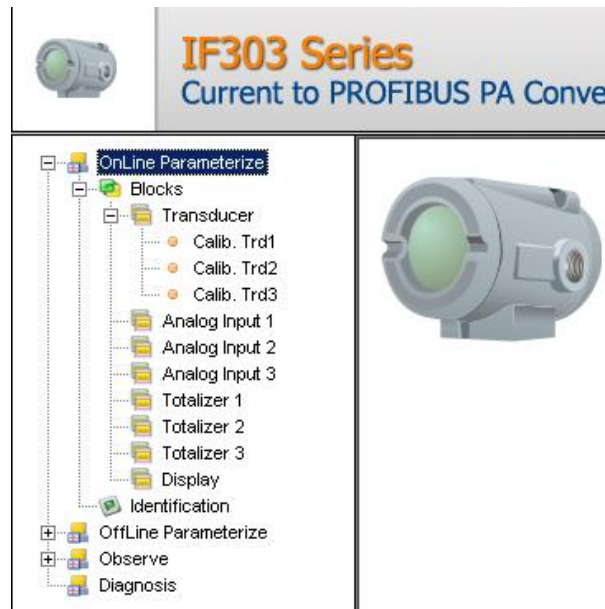 IF303 Series
Current to PROFIBUS PA Conve
OnLine Parameterize
Blocks
Transducer
Calib. Trd1
Calib. Trd2
Calib. Trd3
Analog Input 1
Analog Input 2
Analog Input 3
Totalizer 1
Totalizer 2
Totalizer 3
Display
Identification
OffLine Parameterize
Observe
Diagnosis